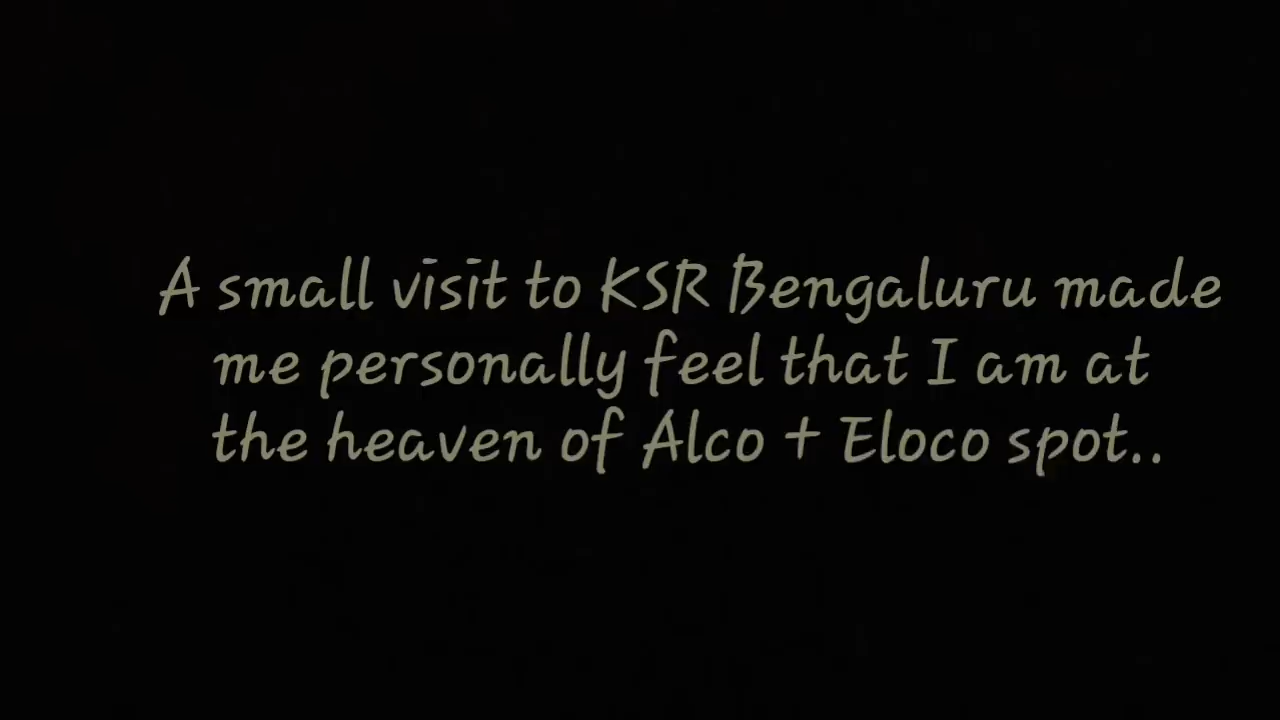 A small visit to KSR Bengaluru made
me personally feel that I am at
the heaven of Alco + Eloco spot..